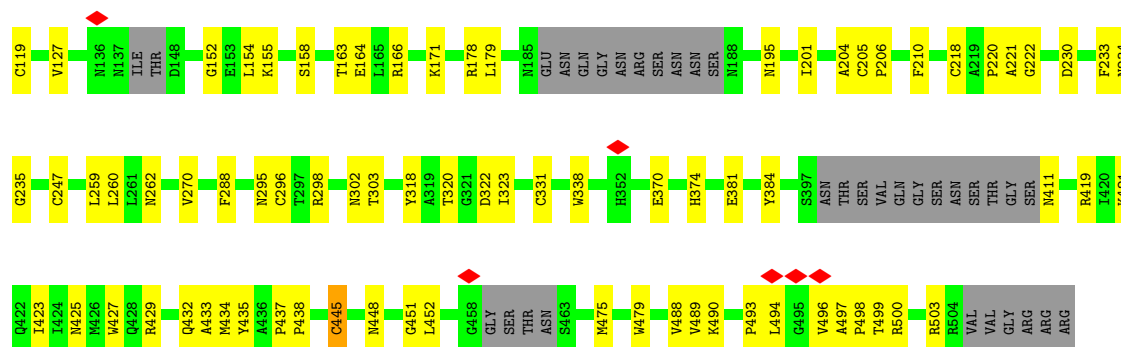 C119 V127 N136 N137 ILE THR D148 G152 E153 L154 K155 S158 T163 E164 L165 R166 K171 R178 L179 N185 GLU ASN GLN GLY ASN ARG SER ASN ASN SER N188 N195 I201 A204 C205 P206 F210 C218 A219 P220 A221 G222 D230 F233
G235 C247 L259 L260 L261 N262 V270 F288 N295 C296 T297 R298 N302 T303 Y318 A319 T320 G321 D322 I323 C331 W338 H352 E370 H374 E381 Y384 S397 ASN THR SER VAL GLN GLY SER ASN SER THR GLY SER N411 R419 I420
Q422 I423 I424 N425 M426 W427 Q428 R429 Q432 A433 M434 Y435 A436 P437 P438 C445 N448 G451 L452 G458 GLY SER THR ASN S463 M475 W479 V488 V489 K490 P493 L494 G495 V496 A497 P498 T499 R500 R503 R504 VAL VAL GLY ARG ARG ARG